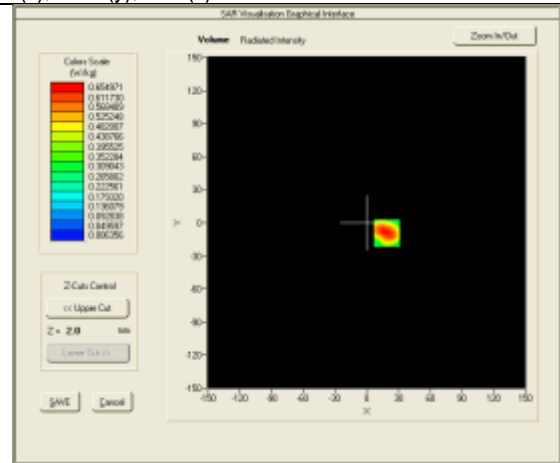 SAR Visualisation Graphical Interface
Volume Radiated Intensity
Zoom In/Out
Colors Scale
(W/Kg)
0.654971
0.611730
0.568489
0.525248
0.482007
0.438766
0.395525
0.352284
0.309043
0.265802
0.222561
0.179320
0.136079
0.092838
0.049597
0.006356
Z-Cuts Control
<< Upper Cut
Z = 2.0 mm
Lower Cut >>
SAVE
Cancel
150-
120-
90-
60-
30-
0-
-30-
-60-
-90-
-120-
-150-
Y
-150 -120 -90 -60 -30 0 30 60 90 120 150
X